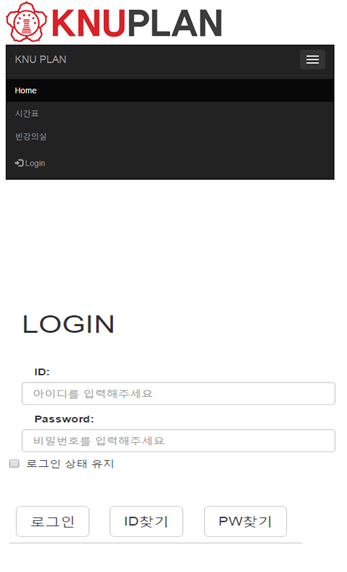 KNUPLAN
KNU PLAN
Home
시간표
빈강의실
Login
LOGIN
ID:
아이디를 입력해주세요
Password:
비밀번호를 입력해주세요
로그인 상태 유지
로그인 ID찾기 PW찾기